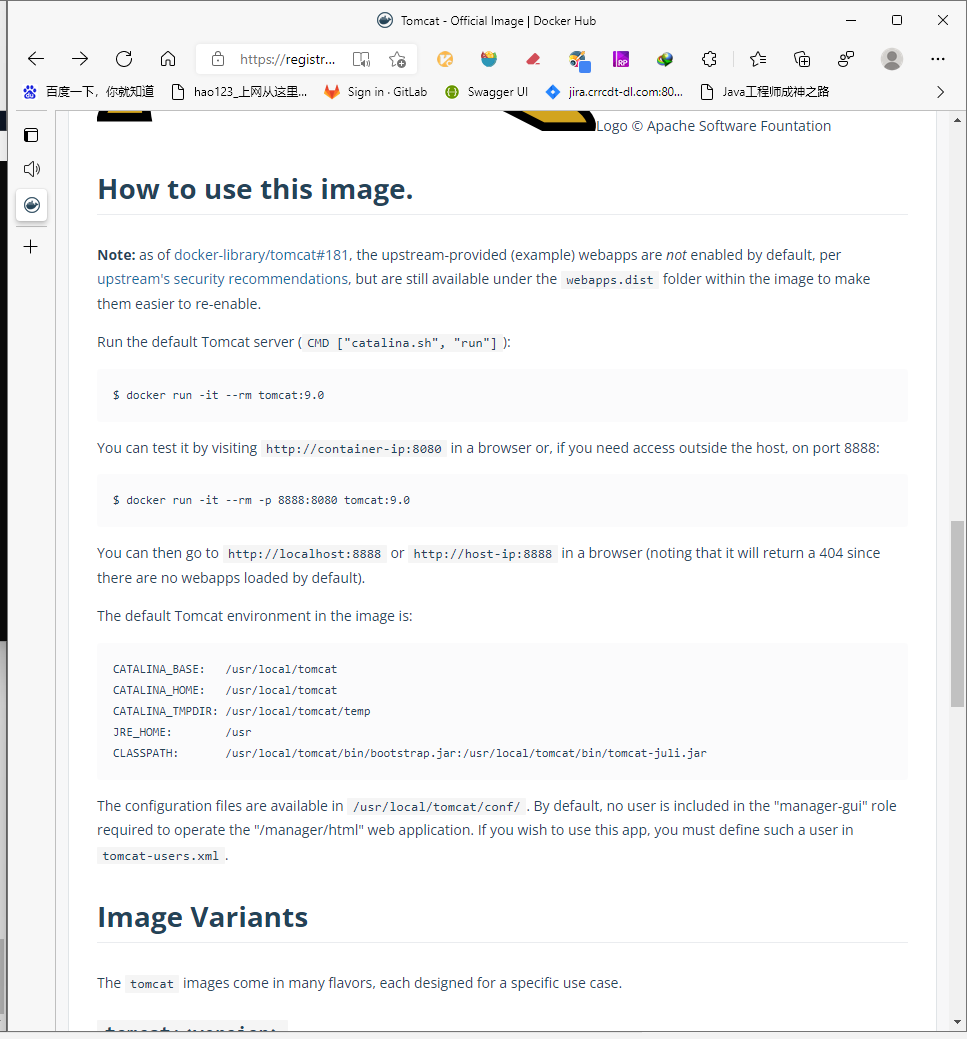 Tomcat - Official Image | Docker Hub
https://registr...
百度一下，你就知道
hao123_上网从这里...
Sign in · GitLab
Swagger UI
jira.crrcdt-dl.com:80...
Java工程师成神之路
Logo © Apache Software Fountation
How to use this image.
Note: as of docker-library/tomcat#181, the upstream-provided (example) webapps are not enabled by default, per
upstream's security recommendations, but are still available under the webapps.dist folder within the image to make
them easier to re-enable.
Run the default Tomcat server ( CMD ["catalina.sh", "run"] ):
$ docker run -it --rm tomcat:9.0
You can test it by visiting http://container-ip:8080 in a browser or, if you need access outside the host, on port 8888:
$ docker run -it --rm -p 8888:8080 tomcat:9.0
You can then go to http://localhost:8888 or http://host-ip:8888 in a browser (noting that it will return a 404 since
there are no webapps loaded by default).
The default Tomcat environment in the image is:
CATALINA_BASE: /usr/local/tomcat
CATALINA_HOME: /usr/local/tomcat
CATALINA_TMPDIR: /usr/local/tomcat/temp
JRE_HOME: /usr
CLASSPATH: /usr/local/tomcat/bin/bootstrap.jar:/usr/local/tomcat/bin/tomcat-juli.jar
The configuration files are available in /usr/local/tomcat/conf/ . By default, no user is included in the "manager-gui" role
required to operate the "/manager/html" web application. If you wish to use this app, you must define such a user in
tomcat-users.xml .
Image Variants
The tomcat images come in many flavors, each designed for a specific use case.